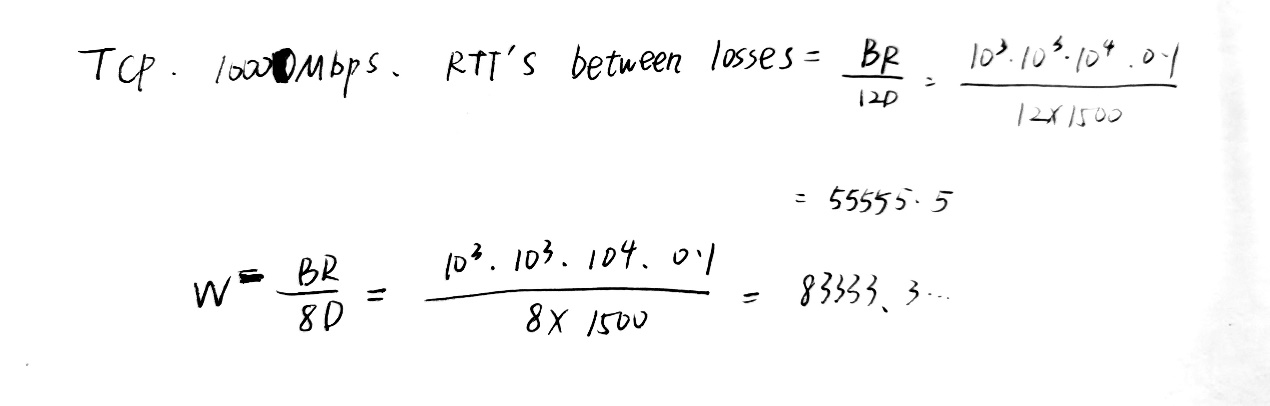 TCP. 10000Mbps. RTT's between losses = BR/12D = 10³·10³·10⁴·0.1/12×1500
= 55555.5
W = BR/8D = 10³·10³·10⁴·0.1/8×1500 = 83333.3...